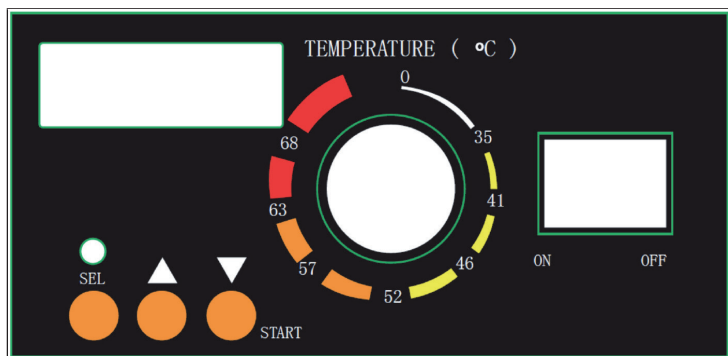 TEMPERATURE ( ℃ )
0
35
68
41
63
57
46
52
ON OFF
SEL
START